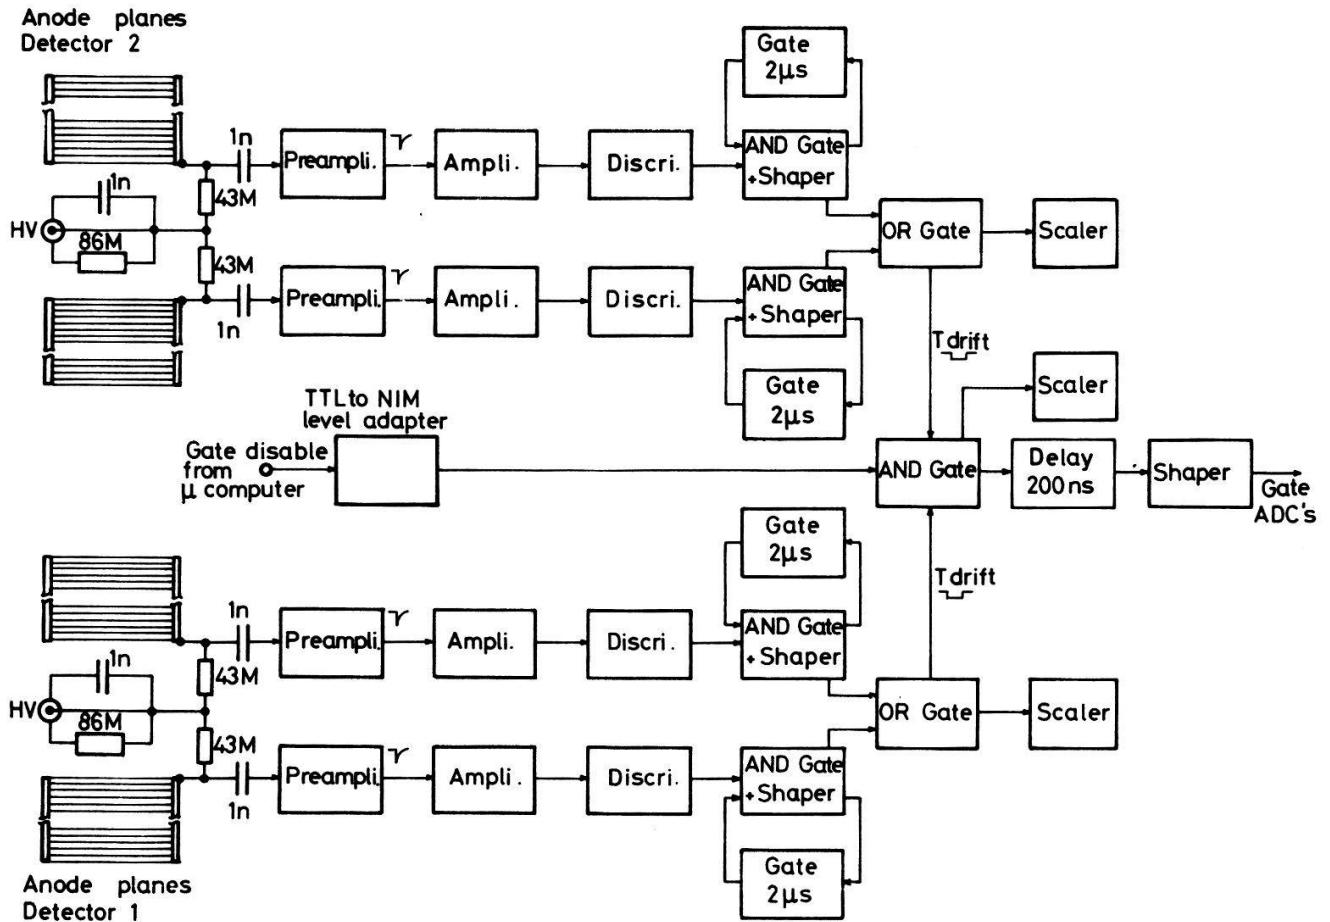 Anode planes
Detector 2
Gate
2μs
1n
Preampli.
Ampli.
Discri.
AND Gate
+Shaper
1n
43M
HV
86M
43M
OR Gate
Scaler
1n
Preampli.
Ampli.
Discri.
AND Gate
+Shaper
T drift
Gate
2μs
Scaler
TTL to NIM
level adapter
Gate disable
from
μ computer
AND Gate
Delay
200ns
Shaper
Gate
ADC's
Gate
2μs
T drift
1n
Preampli.
Ampli.
Discri.
AND Gate
+Shaper
1n
43M
HV
86M
43M
OR Gate
Scaler
1n
Preampli.
Ampli.
Discri.
AND Gate
+Shaper
Gate
2μs
Anode planes
Detector 1